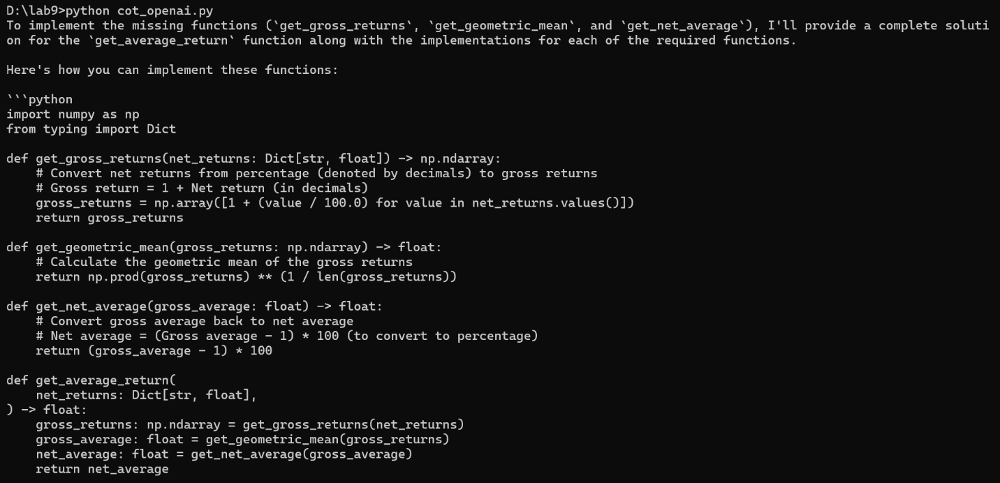 D:\lab9>python cot_openai.py
To implement the missing functions (`get_gross_returns`, `get_geometric_mean`, and `get_net_average`), I'll provide a complete soluti
on for the `get_average_return` function along with the implementations for each of the required functions.

Here's how you can implement these functions:

```python
import numpy as np
from typing import Dict

def get_gross_returns(net_returns: Dict[str, float]) -> np.ndarray:
    # Convert net returns from percentage (denoted by decimals) to gross returns
    # Gross return = 1 + Net return (in decimals)
    gross_returns = np.array([1 + (value / 100.0) for value in net_returns.values()])
    return gross_returns

def get_geometric_mean(gross_returns: np.ndarray) -> float:
    # Calculate the geometric mean of the gross returns
    return np.prod(gross_returns) ** (1 / len(gross_returns))

def get_net_average(gross_average: float) -> float:
    # Convert gross average back to net average
    # Net average = (Gross average - 1) * 100 (to convert to percentage)
    return (gross_average - 1) * 100

def get_average_return(
    net_returns: Dict[str, float],
) -> float:
    gross_returns: np.ndarray = get_gross_returns(net_returns)
    gross_average: float = get_geometric_mean(gross_returns)
    net_average: float = get_net_average(gross_average)
    return net_average